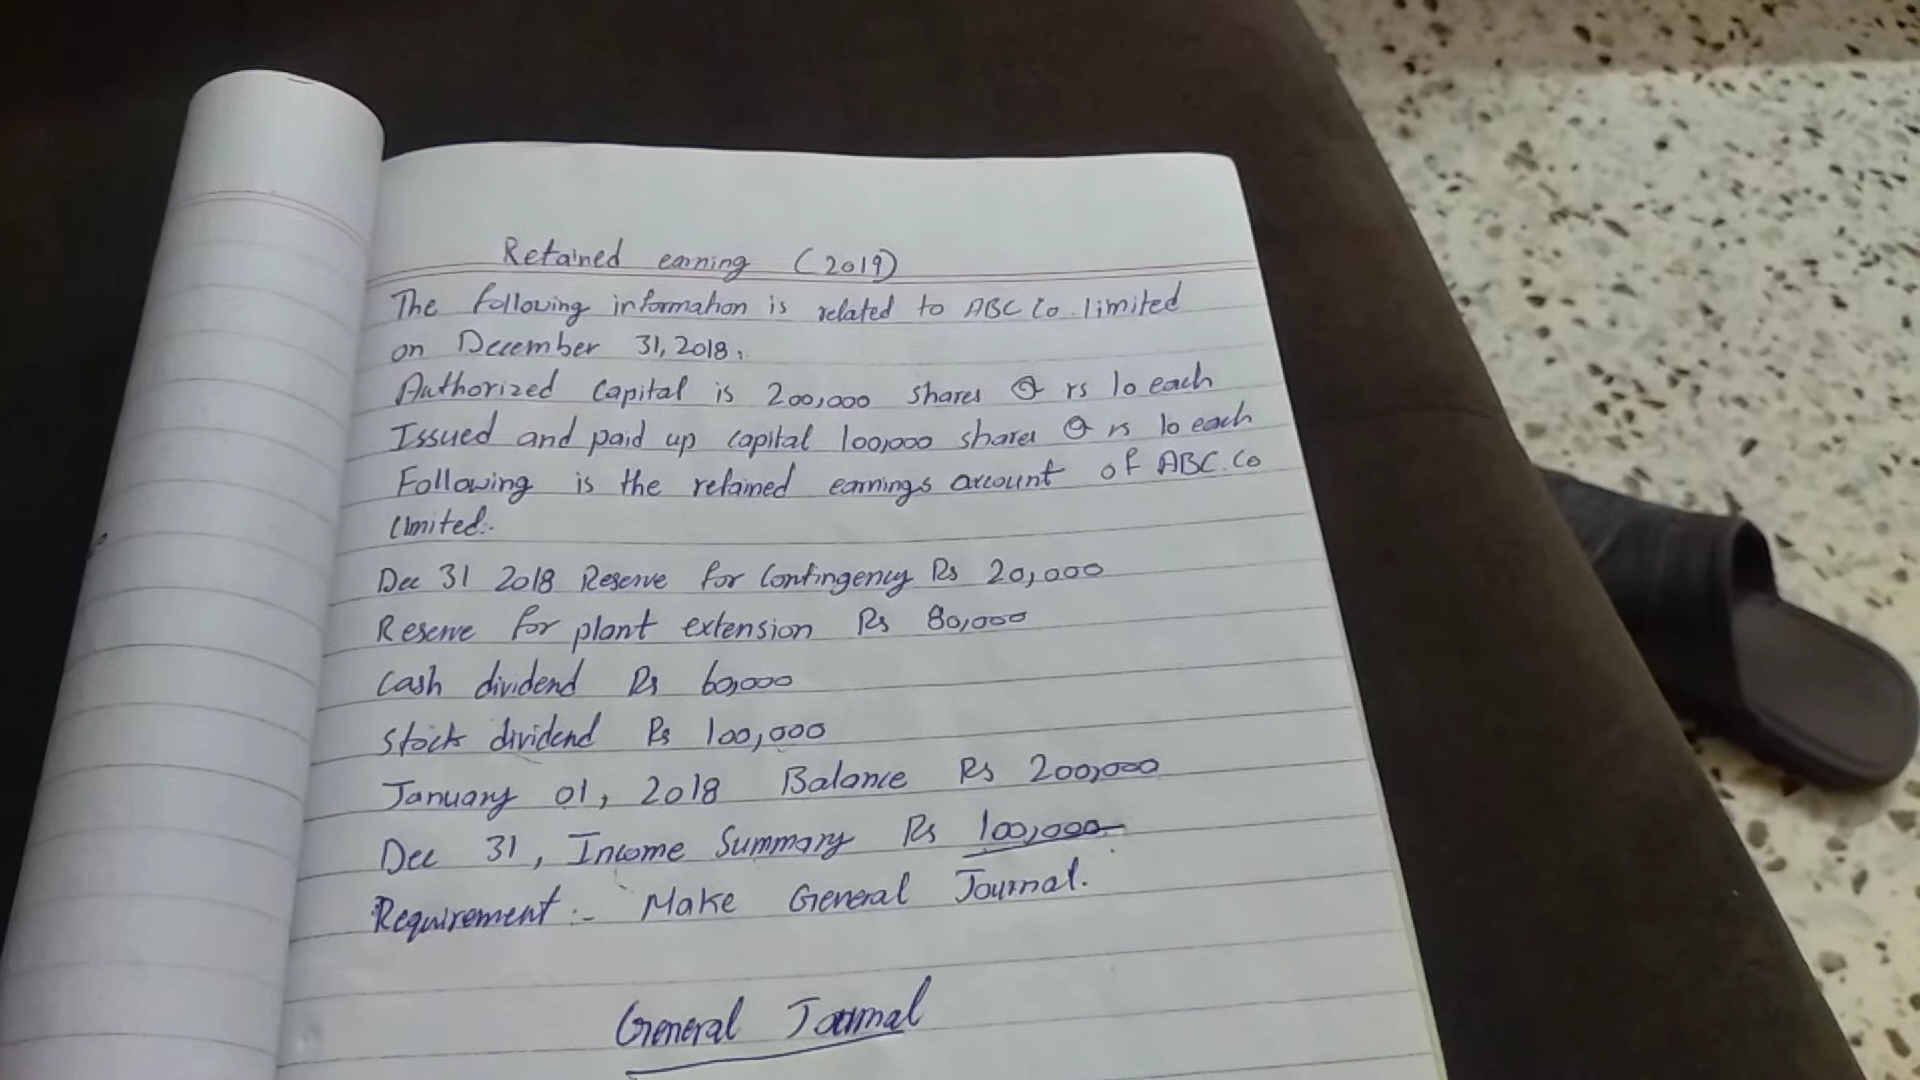 Retained earning (2019)
The following information is related to ABC Co. limited
on December 31, 2018.
Authorized Capital is 200,000 shares @ rs 10 each
Issued and paid up capital 100,000 shares @ rs 10 each
Following is the retained earnings account of ABC. Co
limited:-
Dec 31 2018 Reserve for Contingency Rs 20,000
Reserve for plant extension Rs 80,000
Cash dividend Rs 60,000
Stock dividend Rs 100,000
January 01, 2018 Balance Rs 200,000
Dec 31, Income Summary Rs 100,000
Requirement:- Make General Journal.
General Journal